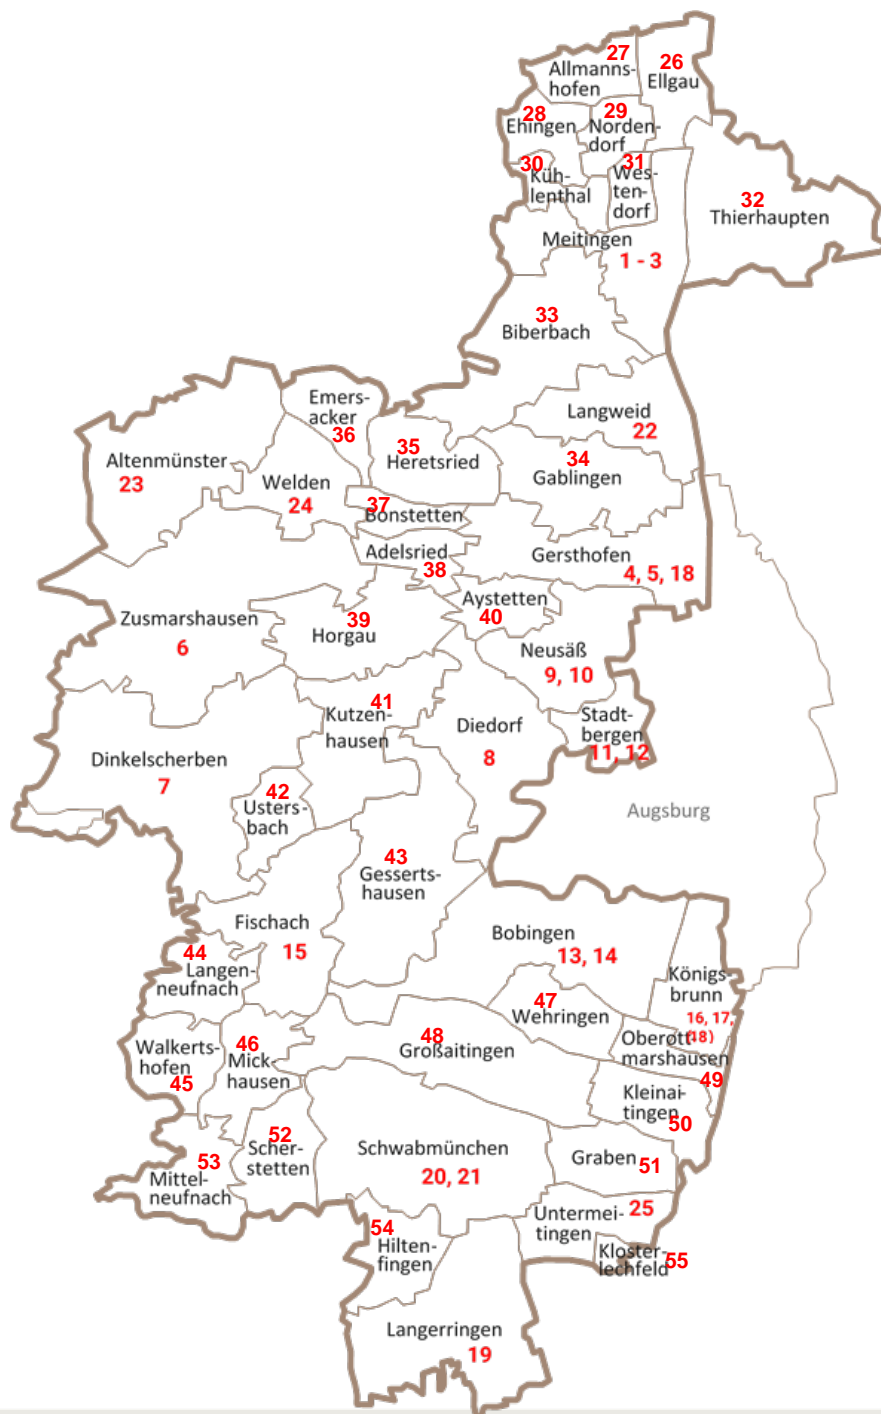 27
Allmanns-
hofen
26
Ellgau
28
Ehingen
29
Norden-
dorf
30
Küh-
lenthal
31
Wes-
ten-
dorf
32
Thierhaupten
Meitingen
1 - 3
33
Biberbach
Emers-
acker
36
Langweid
22
35
Heretsried
34
Gablingen
Altenmünster
23
Welden
24
37
Bonstetten
Adelsried
38
Gersthofen
4, 5, 18
Aystetten
40
Zusmarshausen
6
39
Horgau
Neusäß
9, 10
41
Kutzen-
hausen
Diedorf
8
Stadt-
bergen
11, 12
Dinkelscherben
7
42
Usters-
bach
Augsburg
43
Gesserts-
hausen
Fischach
15
Bobingen
13, 14
44
Langen-
neufnach
Königs
brunn
16, 17,
(18)
47
Wehringen
Oberott-
marshausen
49
48
Großaitingen
Walkerts-
hofen
45
46
Mick-
hausen
Kleinai-
tingen
50
52
Scher-
stetten
Schwabmünchen
20, 21
Graben
51
53
Mittel-
neufnach
54
Hilten-
fingen
Untermei-
tingen
25
Kloster-
lechfeld
55
Langerringen
19